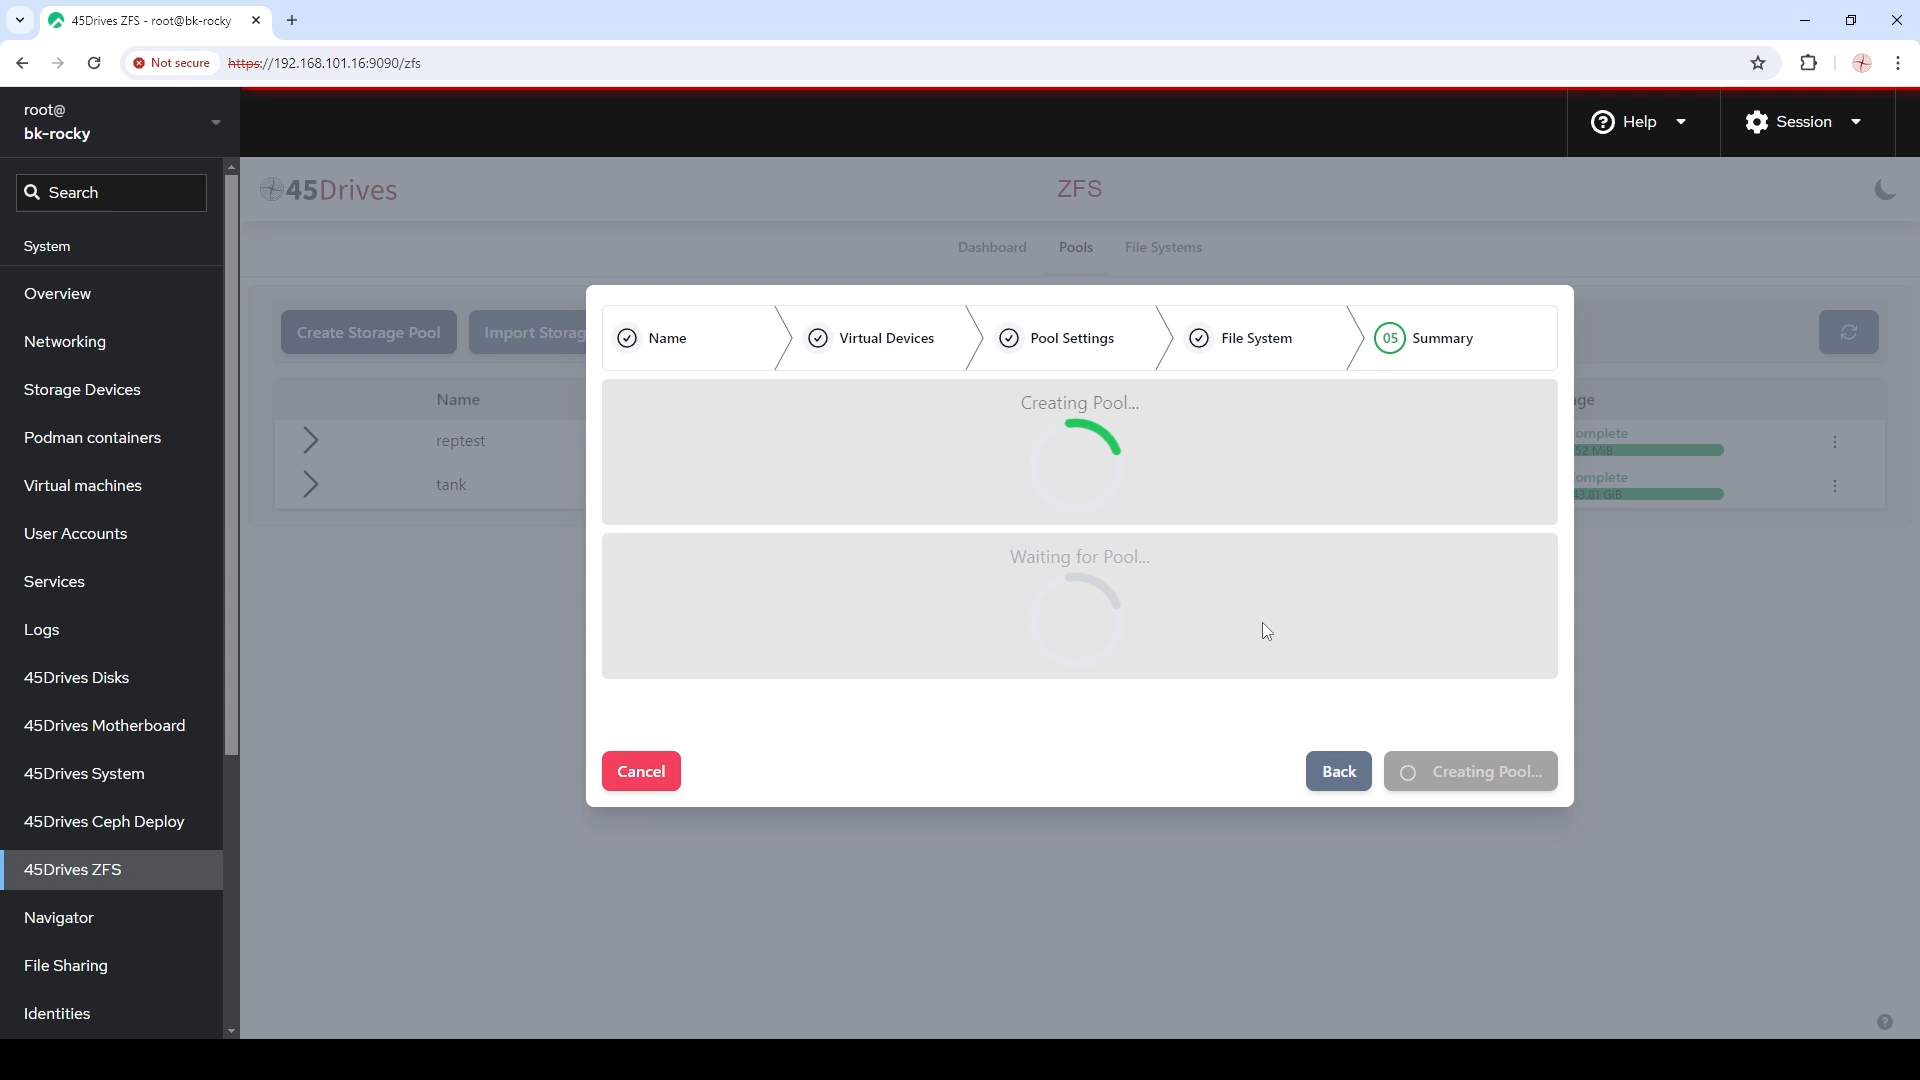 45Drives ZFS - root@bk-rocky
Not secure
https://192.168.101.16:9090/zfs
root@
bk-rocky
Help
Session
Search
System
Overview
Networking
Storage Devices
Podman containers
Virtual machines
User Accounts
Services
Logs
45Drives Disks
45Drives Motherboard
45Drives System
45Drives Ceph Deploy
45Drives ZFS
Navigator
File Sharing
Identities
45Drives
ZFS
Dashboard
Pools
File Systems
Create Storage Pool
Import Storag
Name
reptest
tank
age
omplete
52 MiB
omplete
43.81 GiB
Name
Virtual Devices
Pool Settings
File System
05 Summary
Creating Pool...
Waiting for Pool...
Cancel
Back
Creating Pool...